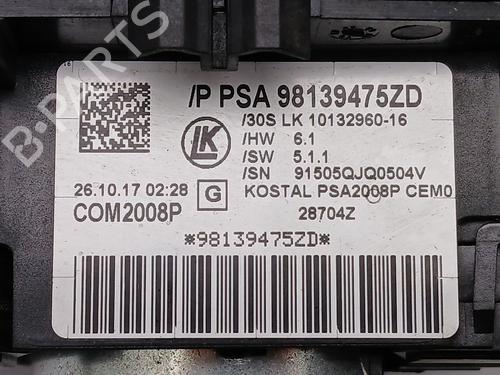 /P PSA 98139475ZD
/30S LK 10132960-16
/HW 6.1
/SW 5.1.1
/SN 91505QJQ0504V
26.10.17 02:28 G KOSTAL PSA2008P CEM0
COM2008P 28704Z
*98139475ZD*
LK